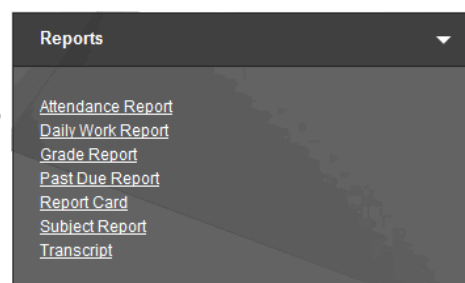 Reports
Attendance Report
Daily Work Report
Grade Report
Past Due Report
Report Card
Subject Report
Transcript